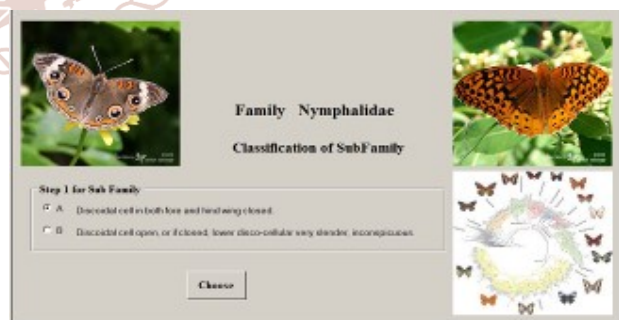 Family Nymphalidae
Classification of SubFamily
Step 1 for Sub Family
A Discoidal cell in both fore and hind wing closed.
B Discoidal cell open, or if closed, lower disco-cellular very slender, inconspicuous.
Choose